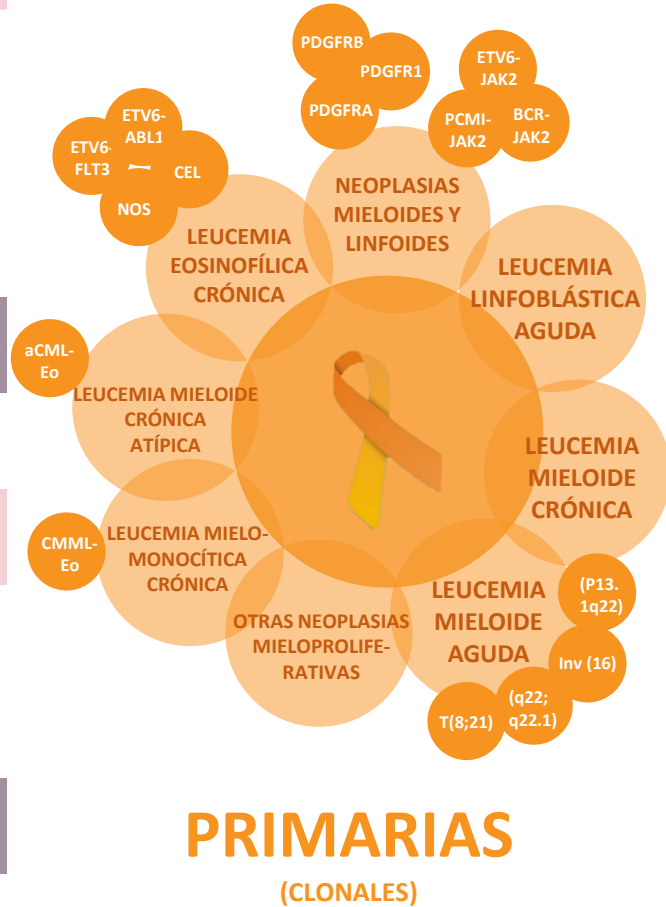 PDGFRB
PDGFR1
PDGFRA
ETV6-
JAK2
PCMI-
JAK2
BCR-
JAK2
ETV6-
ABL1
ETV6-
FLT3
CEL
NOS
NEOPLASIAS
MIELOIDES Y
LINFOIDES
LEUCEMIA
EOSINOFÍLICA
CRÓNICA
LEUCEMIA
LINFOBLÁSTICA
AGUDA
aCML-
Eo
LEUCEMIA MIELOIDE
CRÓNICA
ATÍPICA
LEUCEMIA
MIELOIDE
CRÓNICA
CMML-
Eo
LEUCEMIA MIELO-
MONOCÍTICA
CRÓNICA
OTRAS NEOPLASIAS
MIELOPROLIFE-
RATIVAS
LEUCEMIA
MIELOIDE
AGUDA
(P13.
1q22)
Inv (16)
(q22;
q22.1)
T(8;21)
PRIMARIAS
(CLONALES)